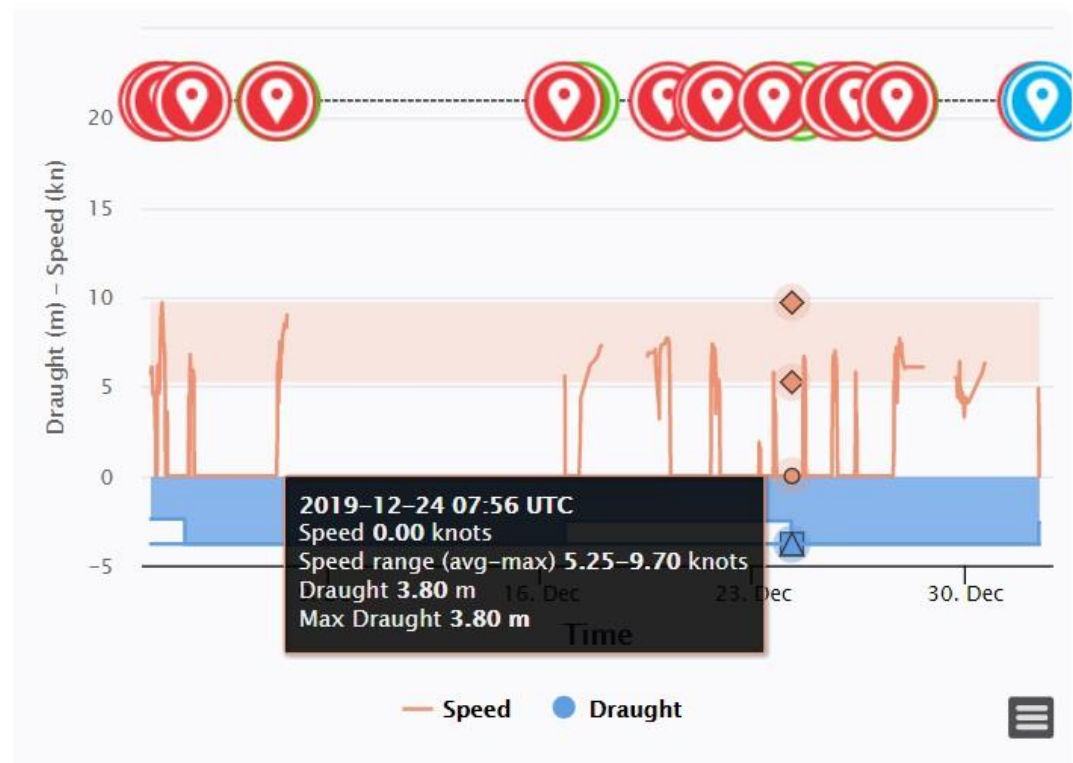 20
15
10
5
0
-5
Draught (m) – Speed (kn)
2019-12-24 07:56 UTC
Speed 0.00 knots
Speed range (avg-max) 5.25-9.70 knots
Draught 3.80 m
Max Draught 3.80 m
16. Dec
23. Dec
30. Dec
Time
Speed
Draught